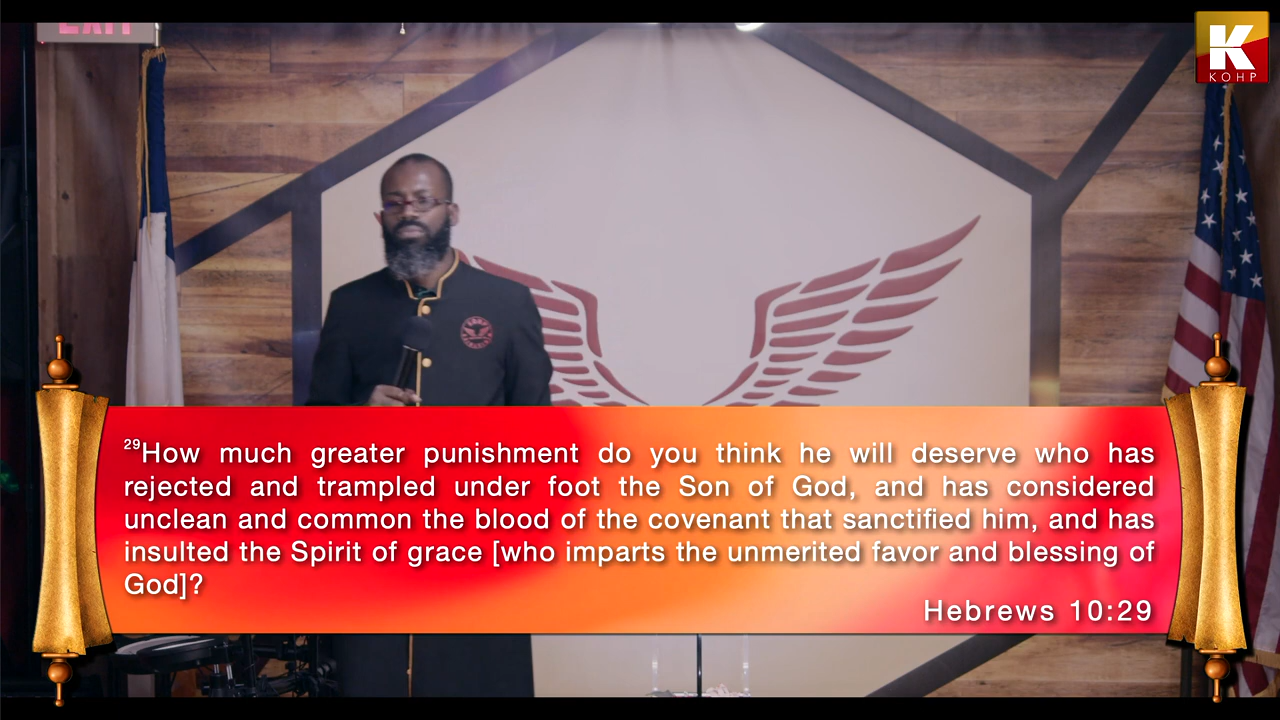 EXIT
K
KOHP
29How much greater punishment do you think he will deserve who has
rejected and trampled under foot the Son of God, and has considered
unclean and common the blood of the covenant that sanctified him, and has
insulted the Spirit of grace [who imparts the unmerited favor and blessing of
God]?
Hebrews 10:29